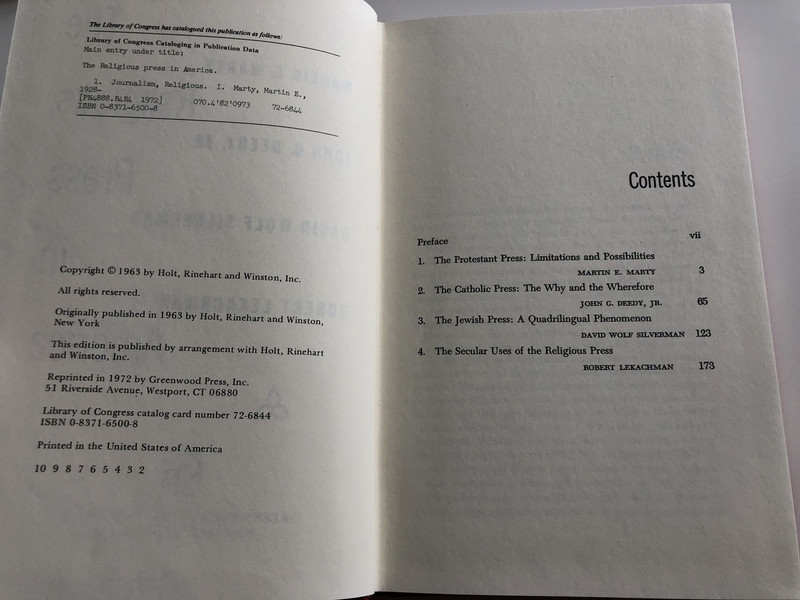 The Library of Congress has catalogued this publication as follows:
Library of Congress Cataloging in Publication Data
Main entry under title:
The Religious press in America.
1. Journalism, Religious. I. Marty, Martin E.,
1928-
[PN4888.R4R4 1972] 070.4'82'0973 72-6844
ISBN 0-8371-6500-8
Copyright © 1963 by Holt, Rinehart and Winston, Inc.
All rights reserved.
Originally published in 1963 by Holt, Rinehart and Winston,
New York
This edition is published by arrangement with Holt, Rinehart
and Winston, Inc.
Reprinted in 1972 by Greenwood Press, Inc.
51 Riverside Avenue, Westport, CT 06880
Library of Congress catalog card number 72-6844
ISBN 0-8371-6500-8
Printed in the United States of America
10 9 8 7 6 5 4 3 2
Contents
Preface vii
1. The Protestant Press: Limitations and Possibilities
MARTIN E. MARTY 3
2. The Catholic Press: The Why and the Wherefore
JOHN G. DEEDY, JR. 65
3. The Jewish Press: A Quadrilingual Phenomenon
DAVID WOLF SILVERMAN 123
4. The Secular Uses of the Religious Press
ROBERT LEKACHMAN 173